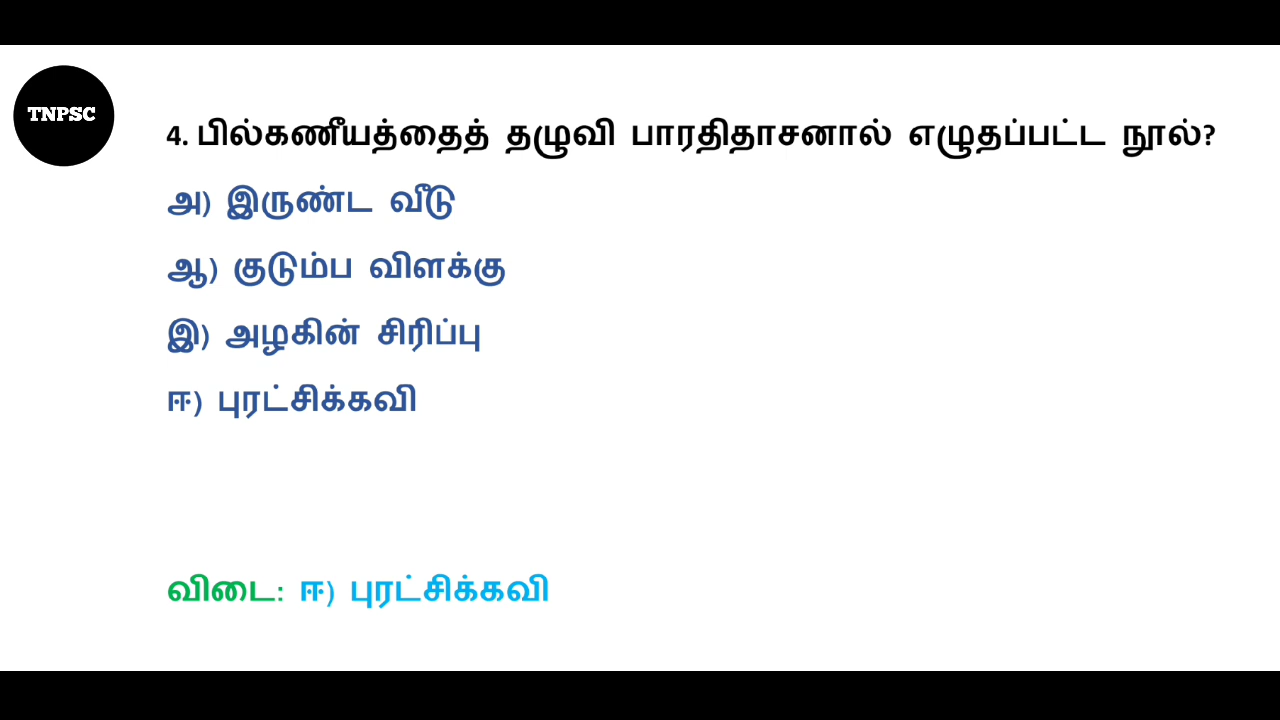 TNPSC
4. பில்கணீயத்தைத் தழுவி பாரதிதாசனால் எழுதப்பட்ட நூல்?
அ) இருண்ட வீடு
ஆ) குடும்ப விளக்கு
இ) அழகின் சிரிப்பு
ஈ) புரட்சிக்கவி
விடை: ஈ) புரட்சிக்கவி